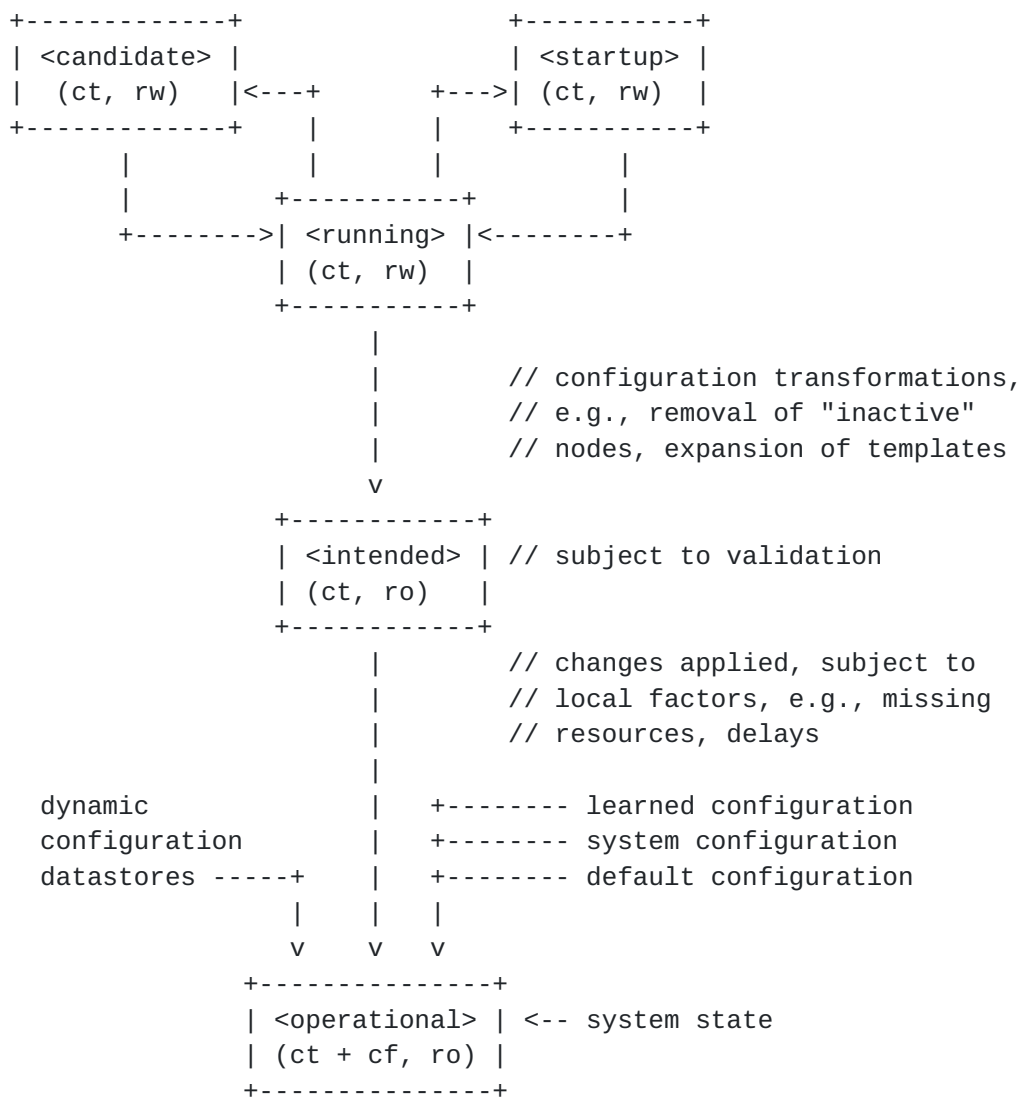 +-------------+                 +-----------+
| <candidate> |                 | <startup> |
|  (ct, rw)   |<---+       +--->| (ct, rw)  |
+-------------+    |       |    +-----------+
       |           |       |           |
       |         +-----------+         |
       +-------->| <running> |<--------+
                 | (ct, rw)  |
                 +-----------+
                       |
                       |        // configuration transformations,
                       |        // e.g., removal of "inactive"
                       |        // nodes, expansion of templates
                       v
                 +------------+
                 | <intended> | // subject to validation
                 | (ct, ro)   |
                 +------------+
                       |        // changes applied, subject to
                       |        // local factors, e.g., missing
                       |        // resources, delays
                       |
  dynamic              |   +-------- learned configuration
  configuration        |   +-------- system configuration
  datastores -----+    |   +-------- default configuration
                  |    |   |
                  v    v   v
               +---------------+
               | <operational> | <-- system state
               | (ct + cf, ro) |
               +---------------+